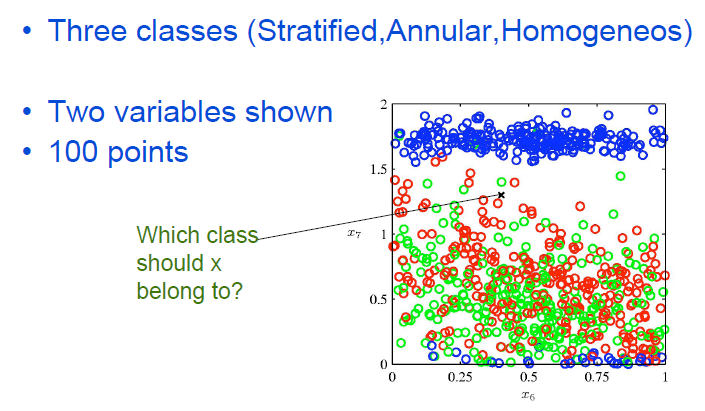 • Three classes (Stratified,Annular,Homogeneos)
• Two variables shown
• 100 points
Which class
should x
belong to?
2
1.5
1
0.5
0
x7
0 0.25 0.5 0.75 1
x6